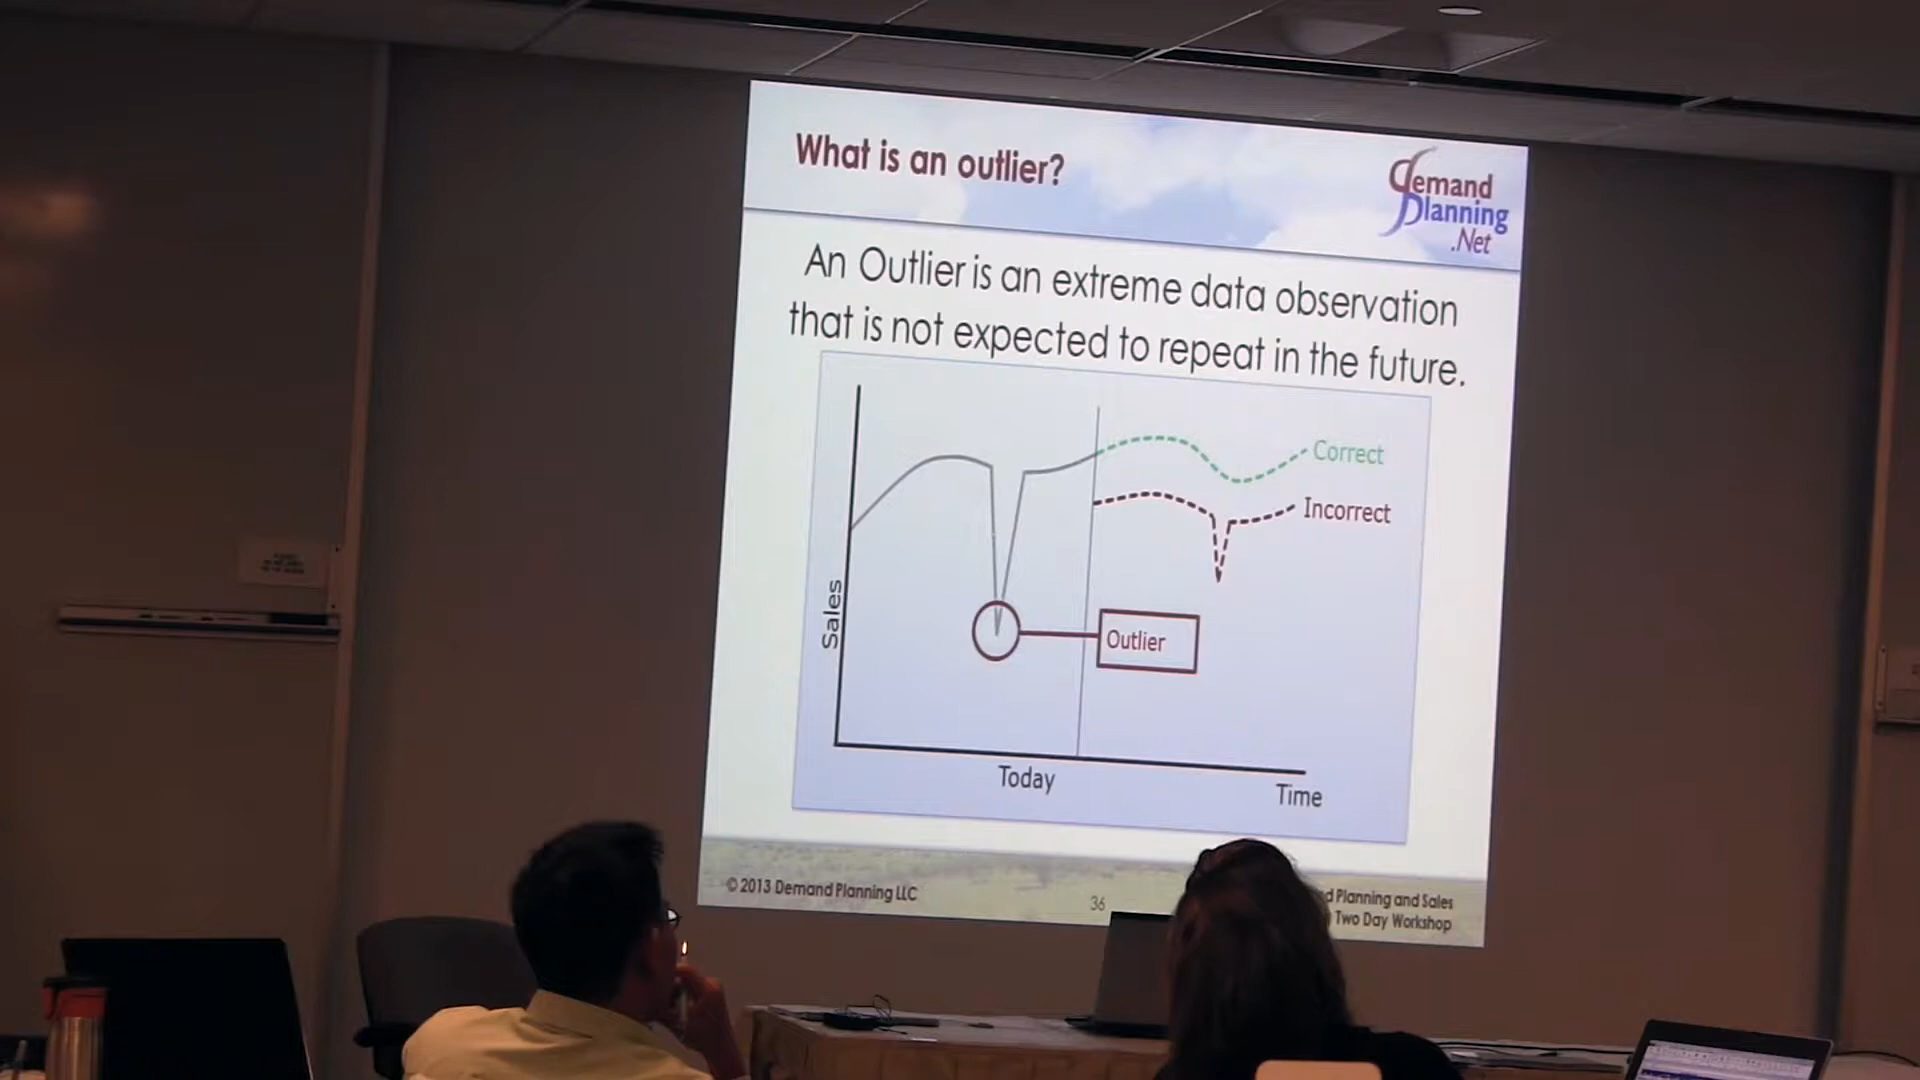 What is an outlier?
demand
Planning
.Net
An Outlier is an extreme data observation
that is not expected to repeat in the future.
Correct
Incorrect
Sales
Outlier
Today
Time
© 2013 Demand Planning LLC
36
Planning and Sales
Two Day Workshop